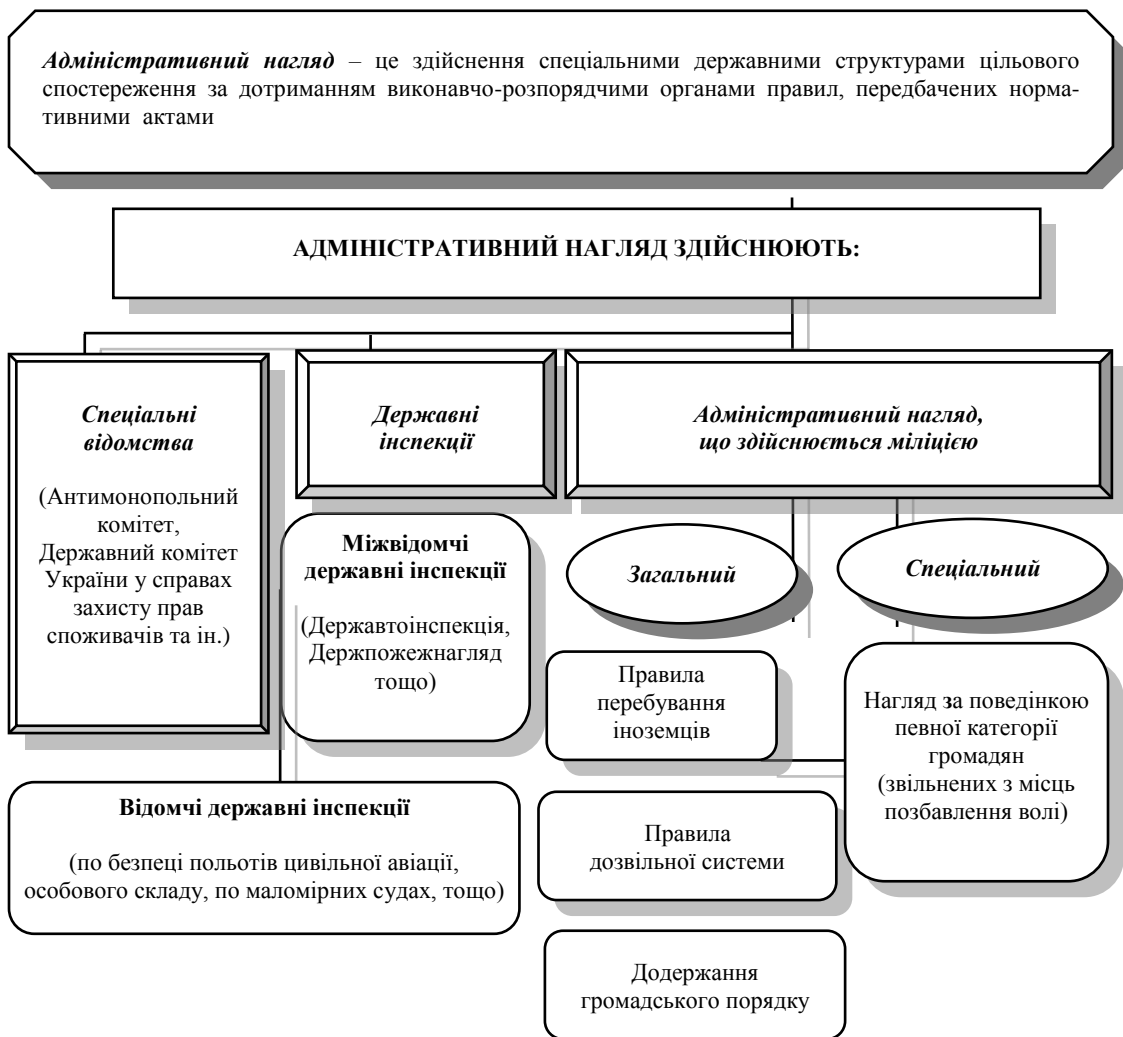 Адміністративний нагляд – це здійснення спеціальними державними структурами цільового
спостереження за дотриманням виконавчо-розпорядчими органами правил, передбачених норма-
тивними актами
АДМІНІСТРАТИВНИЙ НАГЛЯД ЗДІЙСНЮЮТЬ:
Спеціальні
відомства
(Антимонопольний
комітет,
Державний комітет
України у справах
захисту прав
споживачів та ін.)
Державні
інспекції
Адміністративний нагляд,
що здійснюється міліцією
Міжвідомчі
державні інспекції
(Державтоінспекція,
Держпожежнагляд
тощо)
Загальний
Спеціальний
Правила
перебування
іноземців
Нагляд за поведінкою
певної категорії
громадян
(звільнених з місць
позбавлення волі)
Відомчі державні інспекції
(по безпеці польотів цивільної авіації,
особового складу, по маломірних судах, тощо)
Правила
дозвільної системи
Додержання
громадського порядку